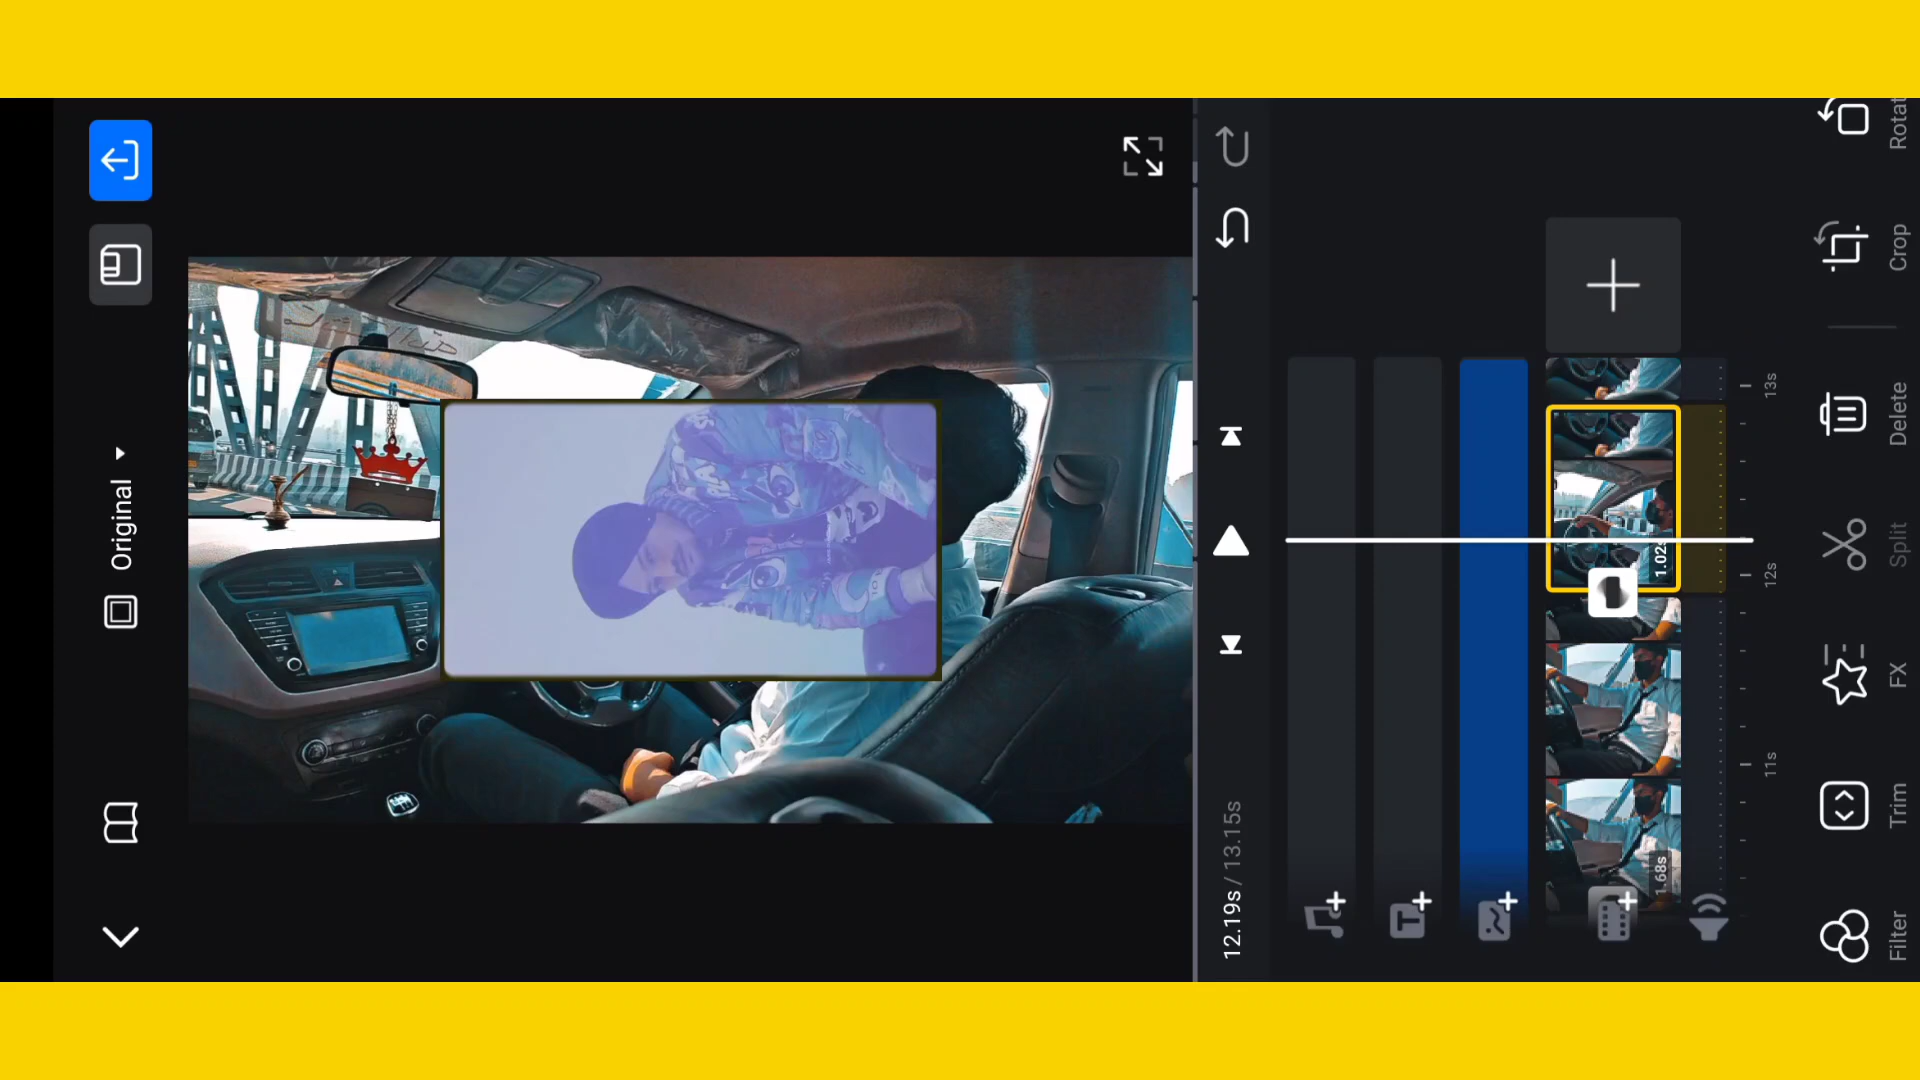 Original
12.19s / 13.15s
1.02s
1.68s
13s
12s
11s
Filter
Trim
FX
Split
Delete
Crop
Rotat